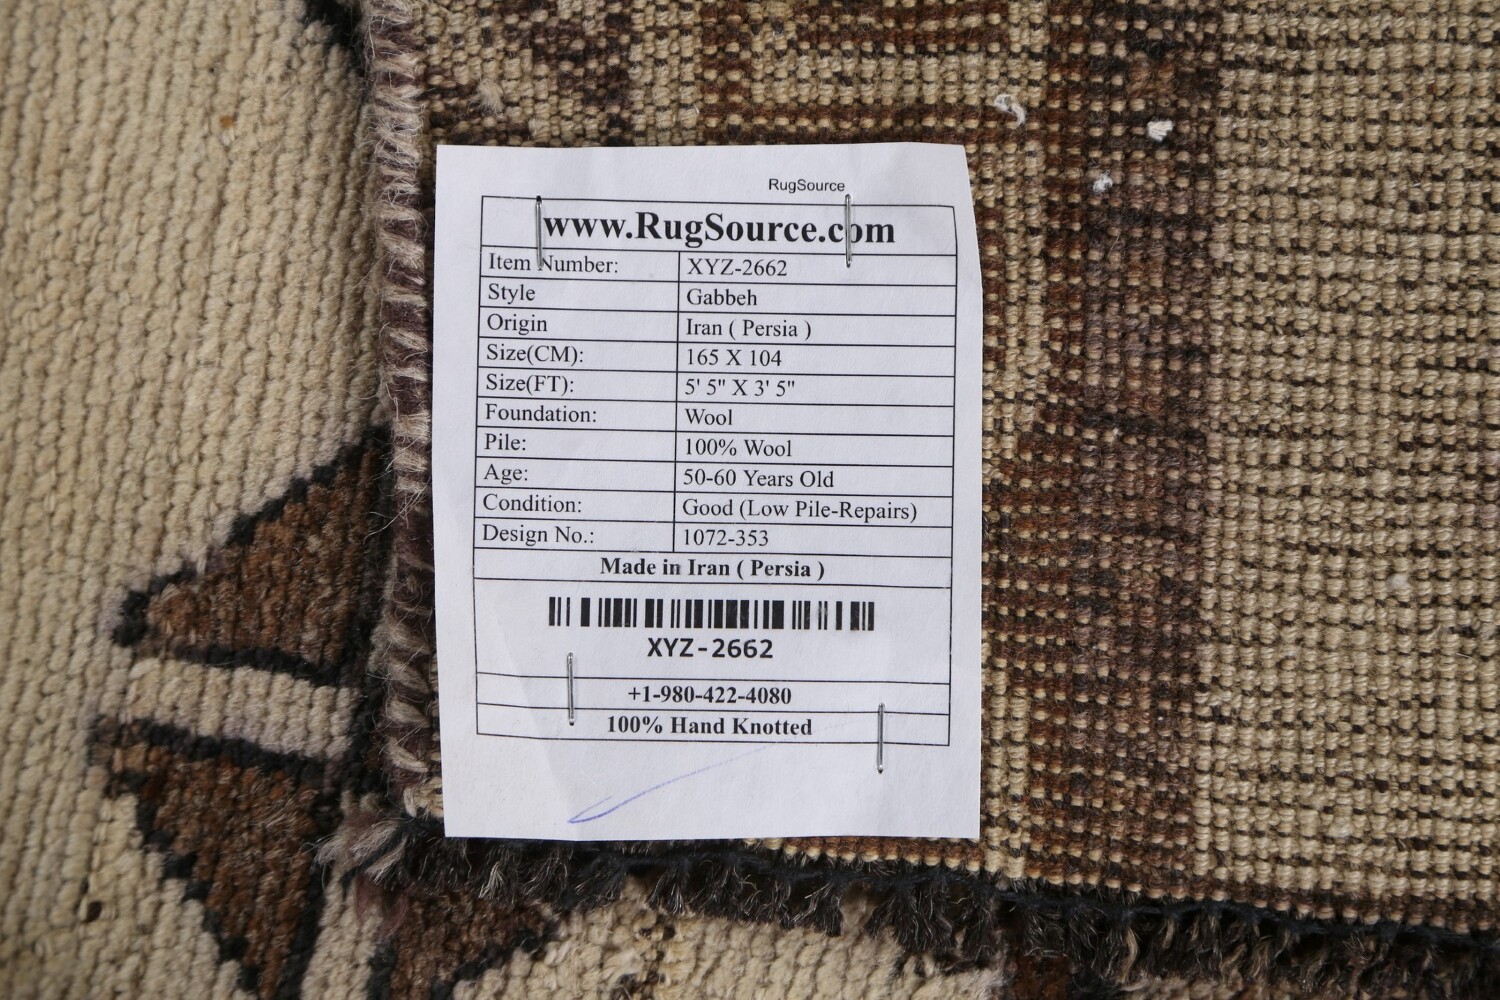 RugSource
www.RugSource.com
Item Number: XYZ-2662
Style Gabbeh
Origin Iran ( Persia )
Size(CM): 165 X 104
Size(FT): 5' 5" X 3' 5"
Foundation: Wool
Pile: 100% Wool
Age: 50-60 Years Old
Condition: Good (Low Pile-Repairs)
Design No.: 1072-353
Made in Iran ( Persia )
XYZ-2662
+1-980-422-4080
100% Hand Knotted